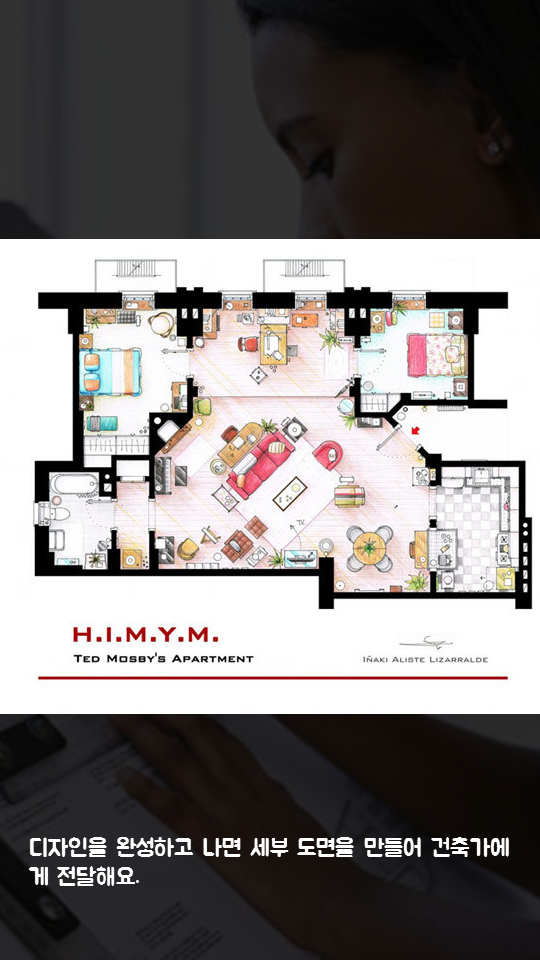 H.I.M.Y.M.
Ted Mosby's Apartment
Iñaki Aliste Lizarralde
디자인을 완성하고 나면 세부 도면을 만들어 건축가에
게 전달해요.